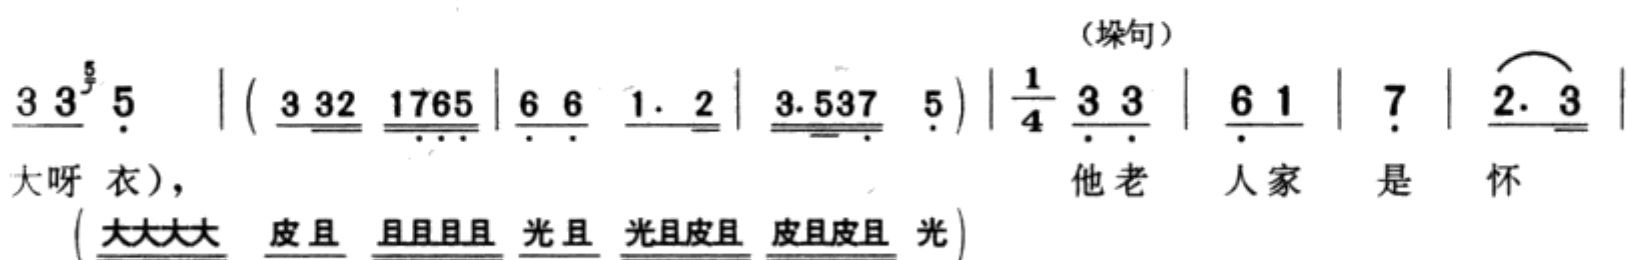 （垛句）
3 3 5 5 | ( 3 32 1765 | 6 6 1. 2 | 3.537 5 ) | 1/4 3 3 | 6 1 | 7 | 2. 3 |
大呀 衣）， 他老 人家 是 怀
( 大大大大 皮且 且且且且 光且 光且皮且 皮且皮且 光 )